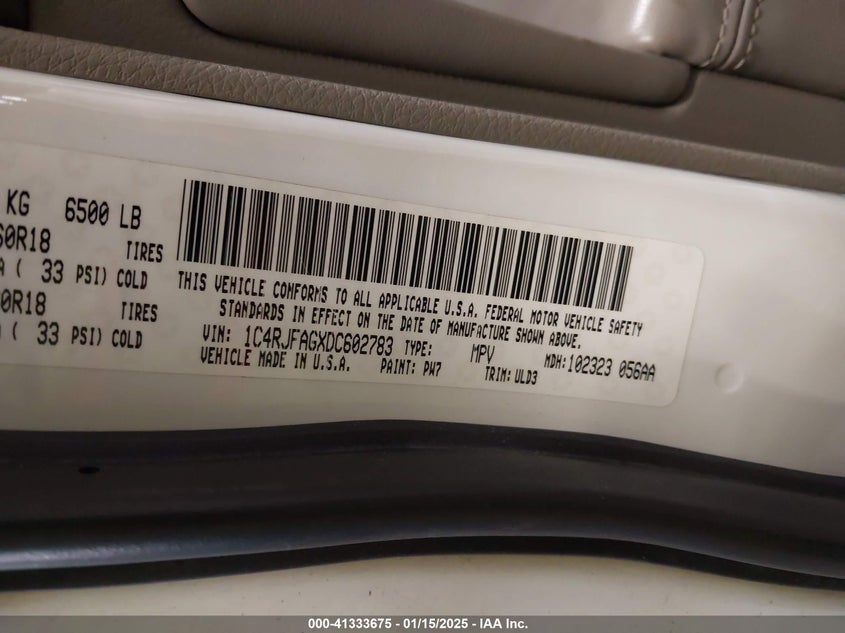 KG 6500 LB
60R18 TIRES
A ( 33 PSI) COLD
0R18 TIRES
( 33 PSI) COLD
THIS VEHICLE CONFORMS TO ALL APPLICABLE U.S.A. FEDERAL MOTOR VEHICLE SAFETY
STANDARDS IN EFFECT ON THE DATE OF MANUFACTURE SHOWN ABOVE.
VIN: 1C4RJFAGXDC602783 TYPE: MPV MDH:102323 056AA
VEHICLE MADE IN U.S.A. PAINT: PW7 TRIM:ULD3
000-41333675 - 01/15/2025 - IAA Inc.